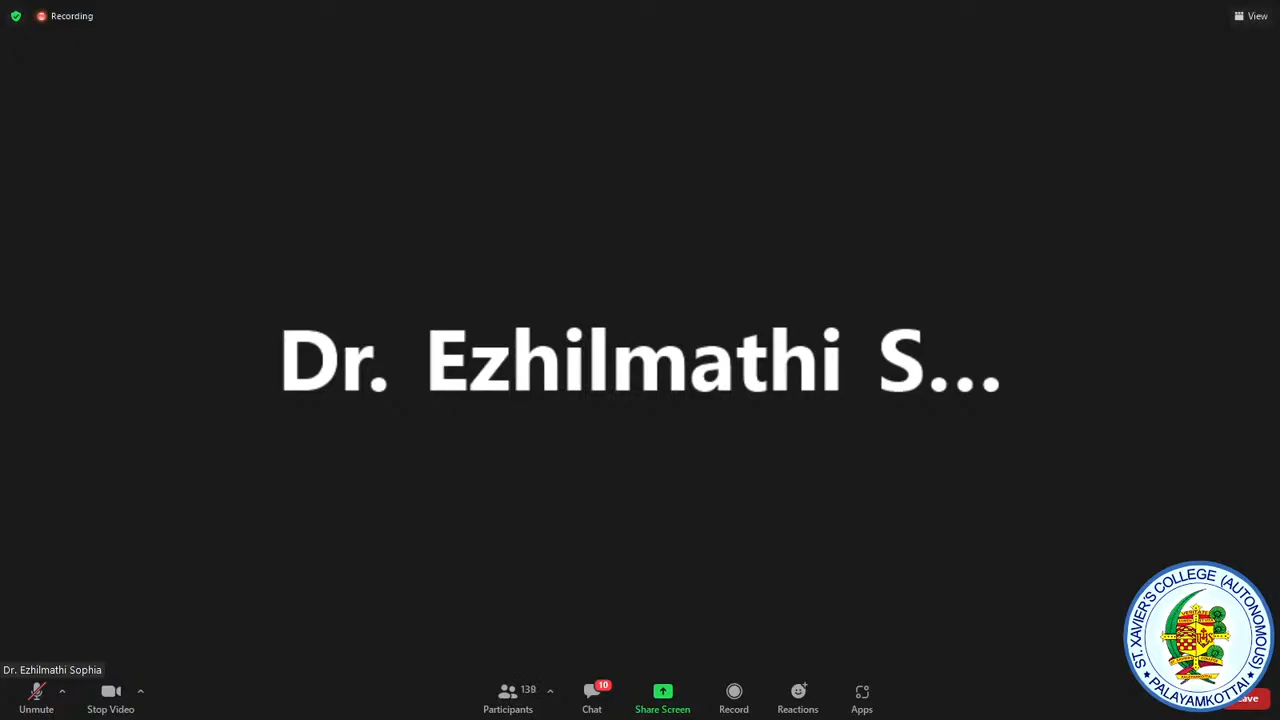 Recording
View
Dr. Ezhilmathi S...
Dr. Ezhilmathi Sophia
Unmute
Stop Video
Participants 138
Chat 10
Share Screen
Record
Reactions
Apps
ST.XAVIER'S COLLEGE (AUTONOMOUS)
PALAYAMKOTTAI